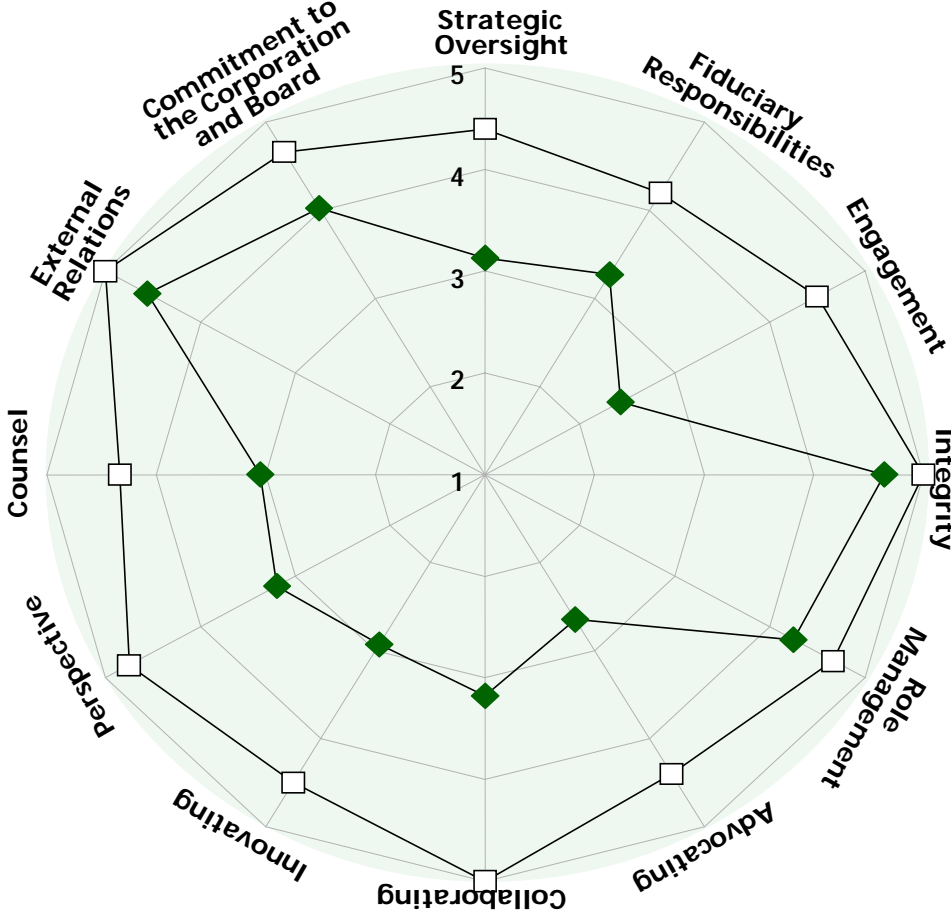 Strategic
Oversight
Fiduciary
Responsibilities
Engagement
Integrity
Role
Management
Advocating
Collaborating
Innovating
Perspective
Counsel
External
Relations
Commitment to
the Corporation
and Board
5
4
3
2
1